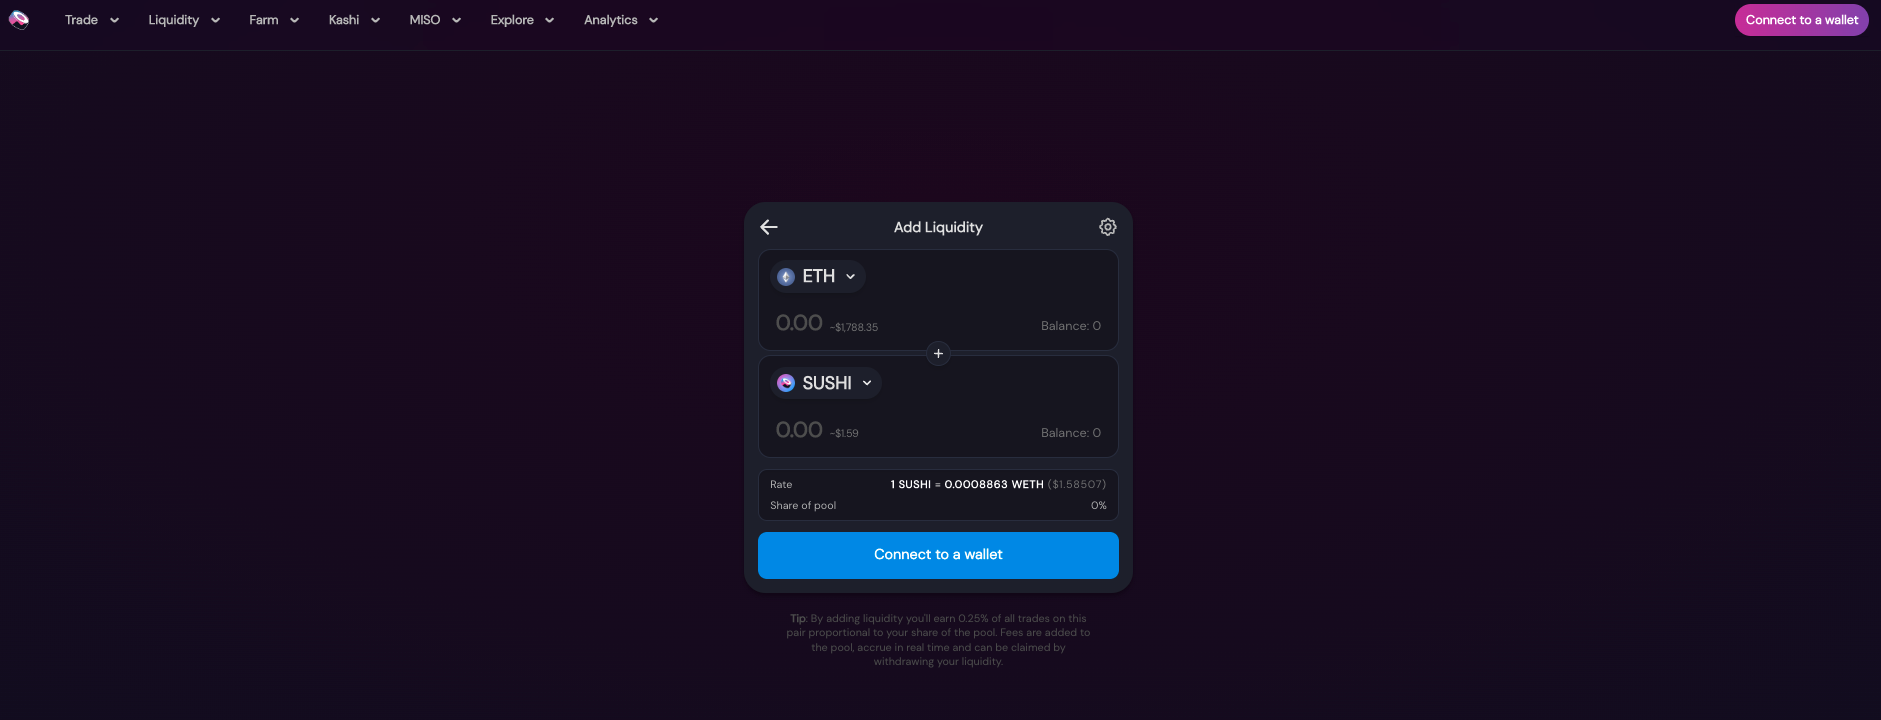 Trade
Liquidity
Farm
Kashi
MISO
Explore
Analytics
Connect to a wallet
Add Liquidity
ETH
0.00 ~$1,788.35
Balance: 0
+
SUSHI
0.00 ~$1.59
Balance: 0
Rate
1 SUSHI = 0.0008863 WETH ($1.58507)
Share of pool
0%
Connect to a wallet
Tip: By adding liquidity you'll earn 0.25% of all trades on this
pair proportional to your share of the pool. Fees are added to
the pool, accrue in real time and can be claimed by
withdrawing your liquidity.